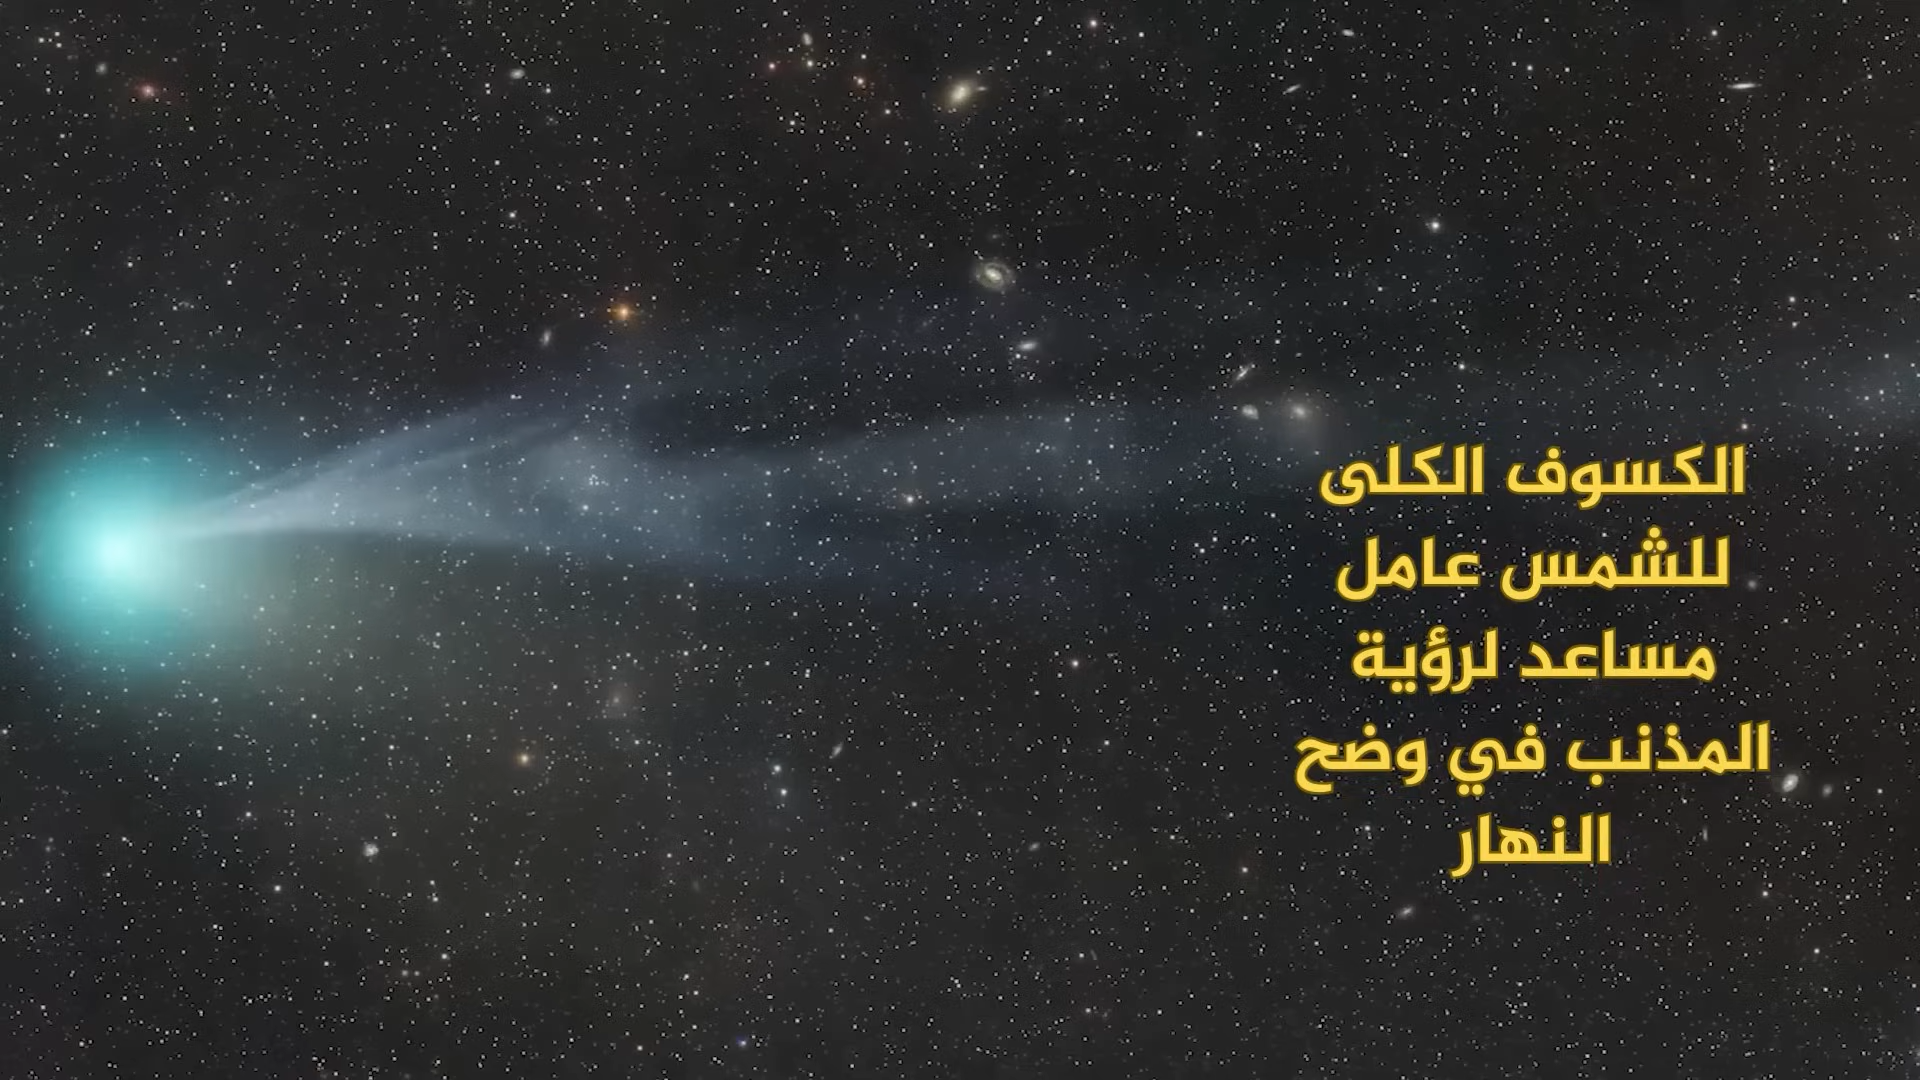 الكسوف الكلى
للشمس عامل
مساعد لرؤية
المذنب في وضح
النهار